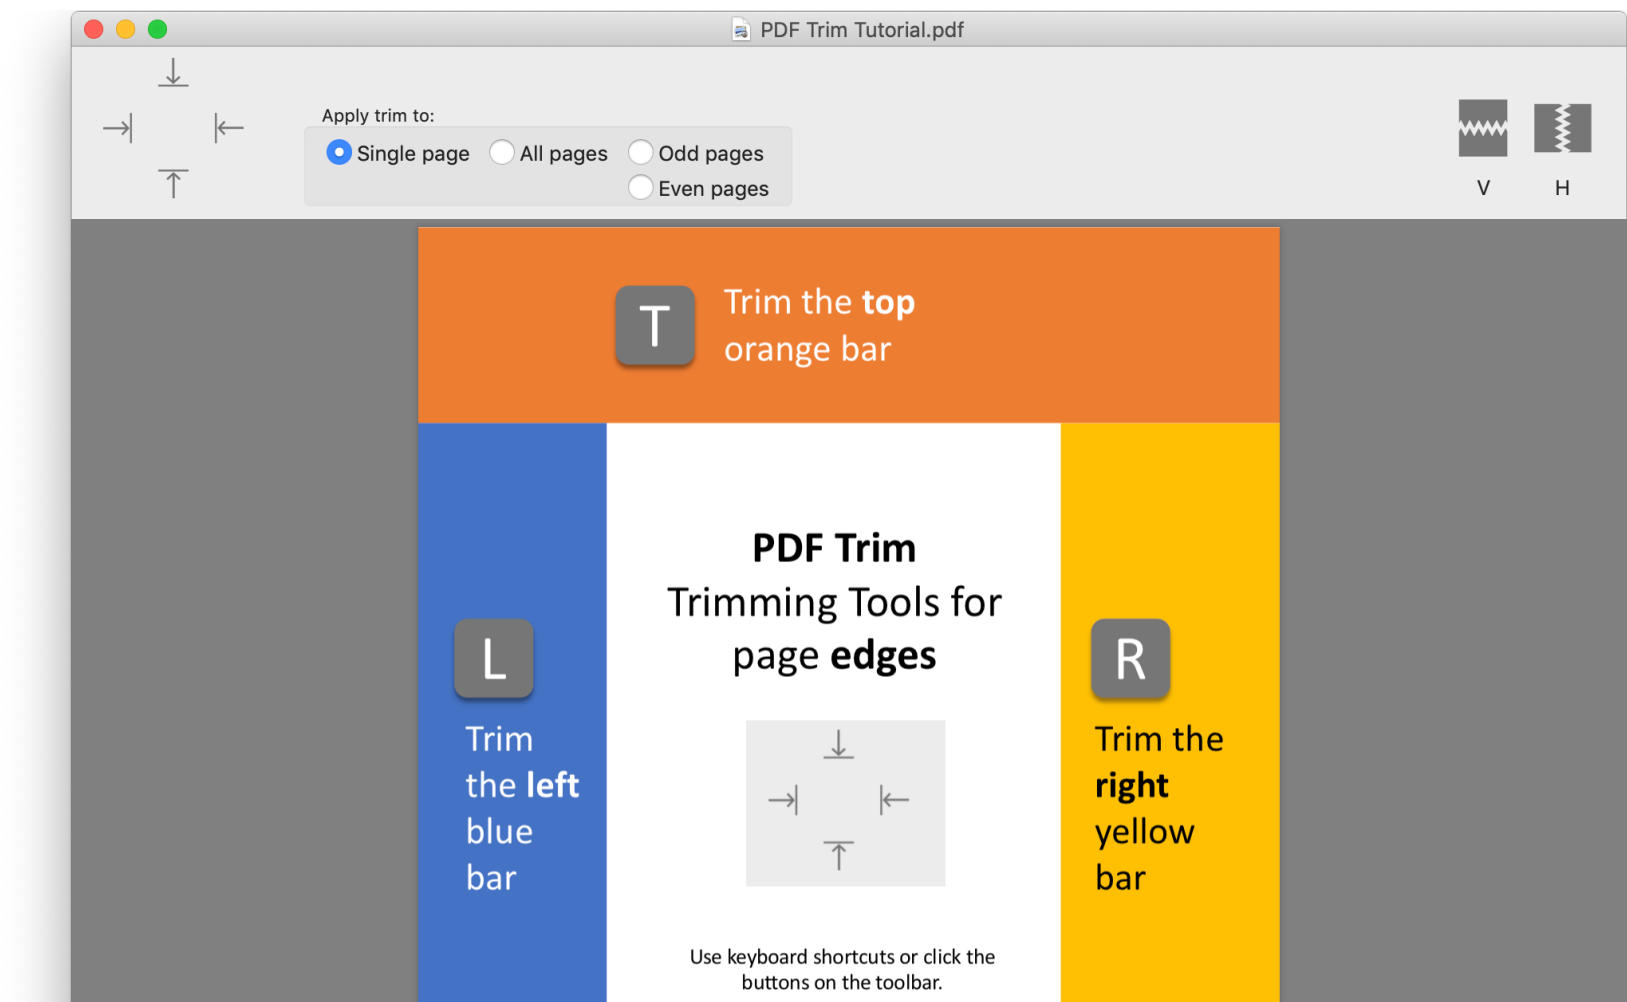 PDF Trim Tutorial.pdf
Apply trim to:
Single page
All pages
Odd pages
Even pages
V
H
T
Trim the top
orange bar
PDF Trim
Trimming Tools for
page edges
L
Trim
the left
blue
bar
R
Trim the
right
yellow
bar
Use keyboard shortcuts or click the
buttons on the toolbar.